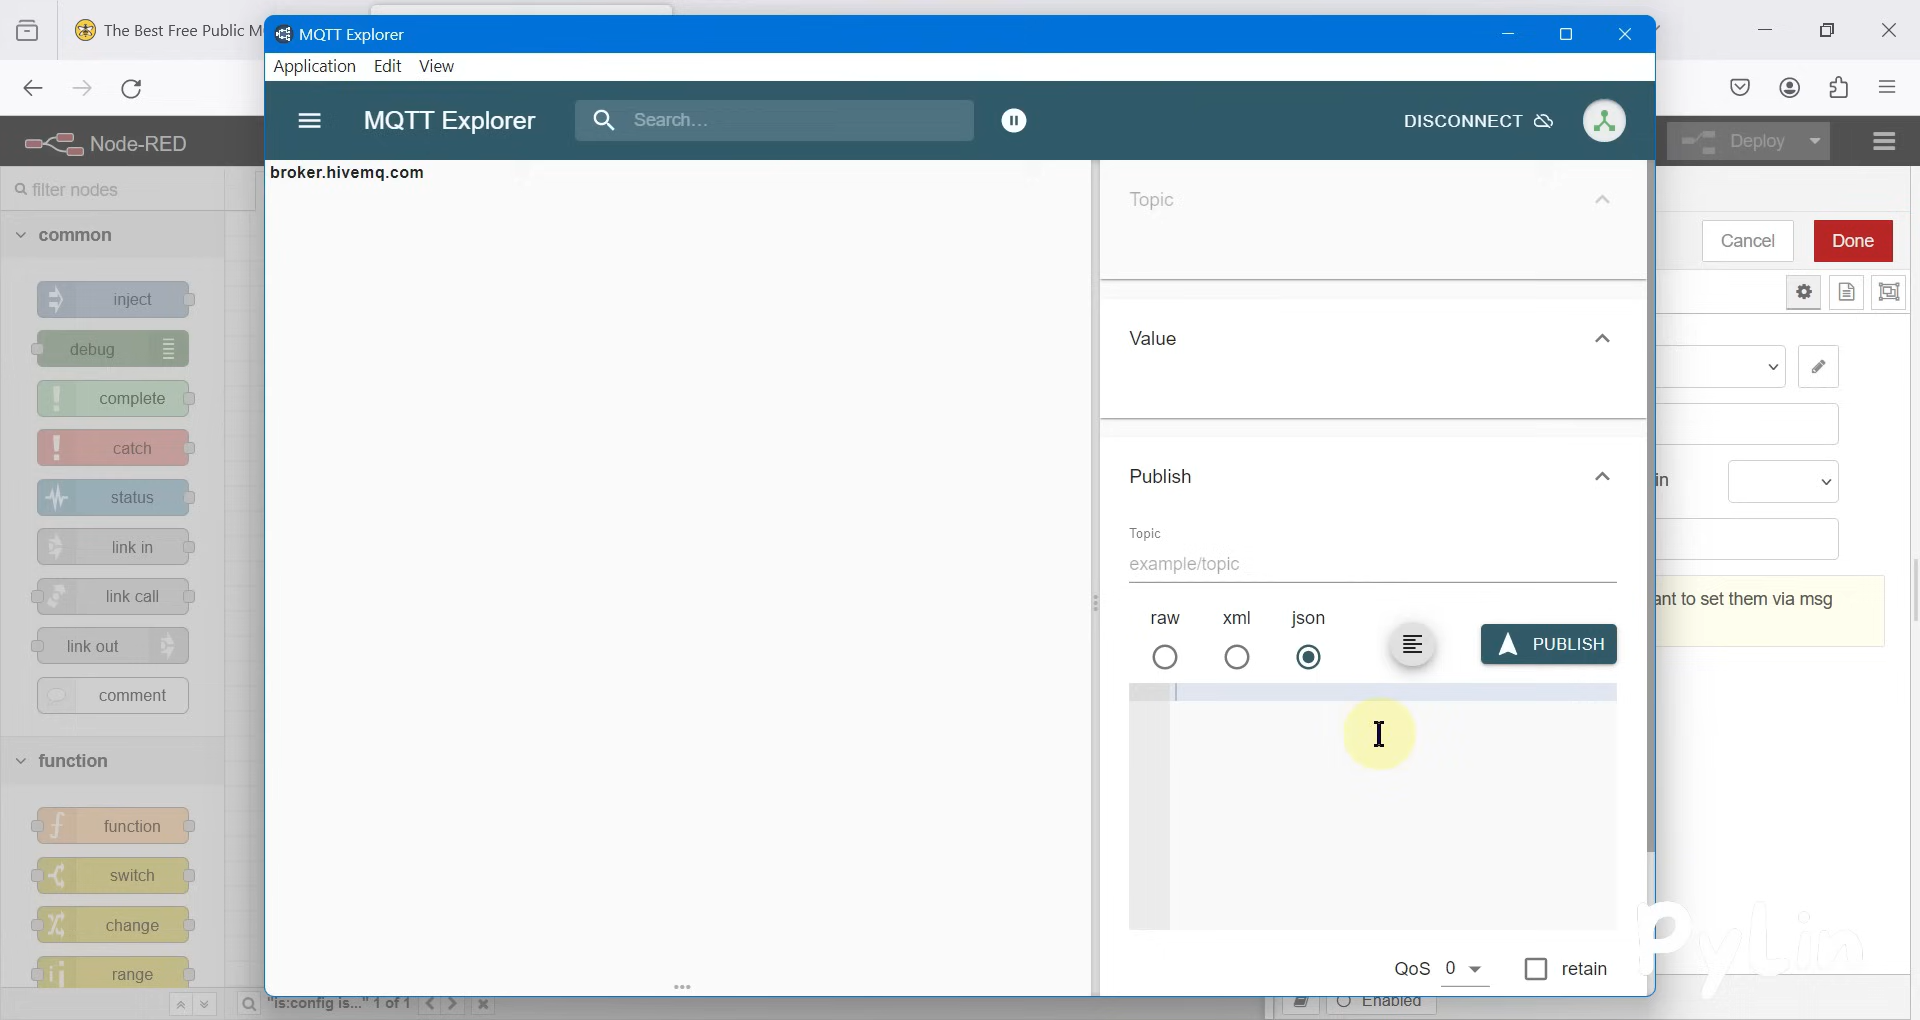 The Best Free Public M
MQTT Explorer
Application Edit View
MQTT Explorer
Search...
DISCONNECT
Node-RED
Deploy
filter nodes
broker.hivemq.com
Topic
common
Cancel
Done
inject
Value
debug
complete
catch
Publish
in
status
Topic
link in
example/topic
link call
ant to set them via msg
raw
xml
json
link out
PUBLISH
comment
function
function
switch
change
PyLin
range
QoS 0
retain
"is:config is..." 1 of 1
Enabled